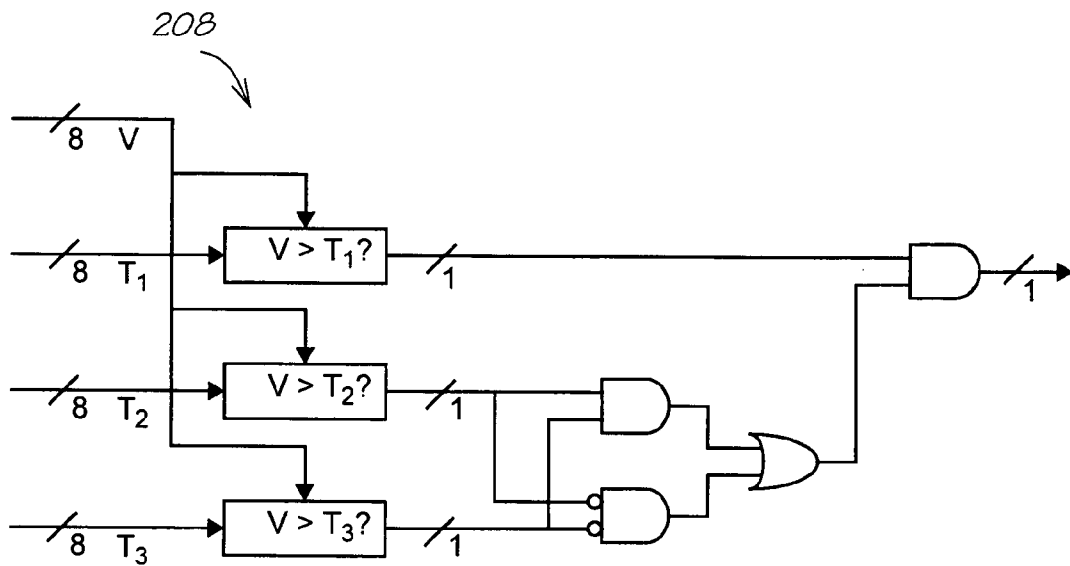 208
8 V
V > T₁?
8 T₁
1
1
V > T₂?
8 T₂
1
V > T₃?
8 T₃
1